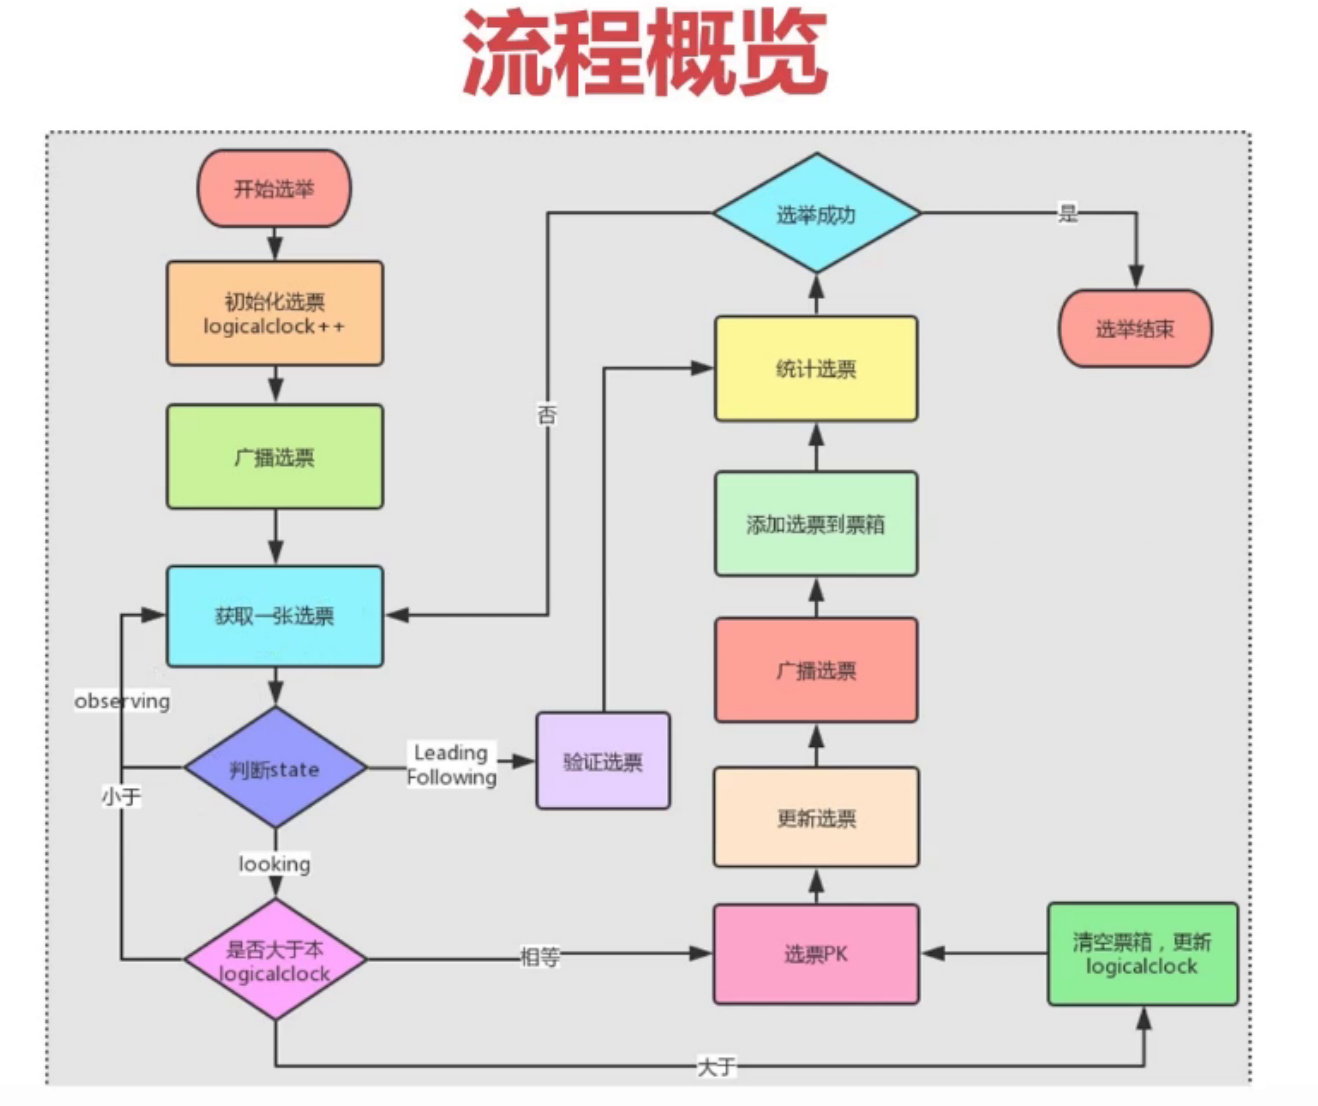 流程概览
开始选举
初始化选票
logicalclock++
广播选票
获取一张选票
observing
判断state
小于
Leading
Following
验证选票
looking
是否大于本
logicalclock
相等
大于
选举成功
是
否
选举结束
统计选票
添加选票到票箱
广播选票
更新选票
选票PK
清空票箱，更新
logicalclock